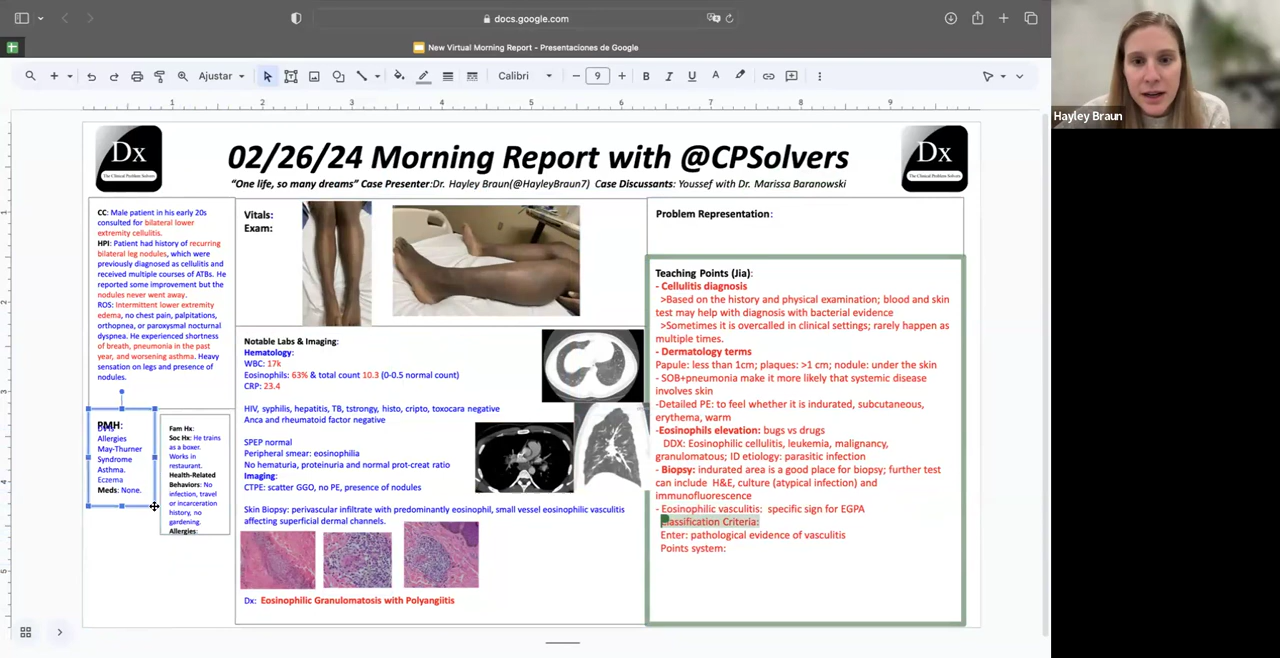 docs.google.com
New Virtual Morning Report - Presentaciones de Google
Ajustar
Calibri
9
B I U A
1 2 3 4 5 6 7 8 9
Dx
The Clinical Problem Solvers
02/26/24 Morning Report with @CPSolvers
“One life, so many dreams” Case Presenter:Dr. Hayley Braun(@HayleyBraun7) Case Discussants: Youssef with Dr. Marissa Baranowski
Dx
The Clinical Problem Solvers
CC: Male patient in his early 20s
consulted for bilateral lower
extremity cellulitis.
HPI: Patient had history of recurring
bilateral leg nodules, which were
previously diagnosed as cellulitis and
received multiple courses of ATBs. He
reported some improvement but the
nodules never went away.
ROS: Intermittent lower extremity
edema, no chest pain, palpitations,
orthopnea, or paroxysmal nocturnal
dyspnea. He experienced shortness
of breath, pneumonia in the past
year, and worsening asthma. Heavy
sensation on legs and presence of
nodules.
PMH:
Allergies
May-Thurner
Syndrome
Asthma.
Eczema
Meds: None.
Fam Hx:
Soc Hx: He trains
as a boxer.
Works in
restaurant.
Health-Related
Behaviors: No
infection, travel
or incarceration
history, no
gardening.
Allergies:
Vitals:
Exam:
Notable Labs & Imaging:
Hematology:
WBC: 17k
Eosinophils: 63% & total count 10.3 (0-0.5 normal count)
CRP: 23.4
HIV, syphilis, hepatitis, TB, tstrongy, histo, cripto, toxocara negative
Anca and rheumatoid factor negative
SPEP normal
Peripheral smear: eosinophilia
No hematuria, proteinuria and normal prot-creat ratio
Imaging:
CTPE: scatter GGO, no PE, presence of nodules
Skin Biopsy: perivascular infiltrate with predominantly eosinophil, small vessel eosinophilic vasculitis
affecting superficial dermal channels.
Dx: Eosinophilic Granulomatosis with Polyangiitis
Problem Representation:
Teaching Points (Jia):
- Cellulitis diagnosis
>Based on the history and physical examination; blood and skin
test may help with diagnosis with bacterial evidence
>Sometimes it is overcalled in clinical settings; rarely happen as
multiple times.
- Dermatology terms
Papule: less than 1cm; plaques: >1 cm; nodule: under the skin
- SOB+pneumonia make it more likely that systemic disease
involves skin
-Detailed PE: to feel whether it is indurated, subcutaneous,
erythema, warm
-Eosinophils elevation: bugs vs drugs
DDX: Eosinophilic cellulitis, leukemia, malignancy,
granulomatous; ID etiology: parasitic infection
- Biopsy: indurated area is a good place for biopsy; further test
can include H&E, culture (atypical infection) and
immunofluorescence
- Eosinophilic vasculitis: specific sign for EGPA
Classification Criteria:
Enter: pathological evidence of vasculitis
Points system:
Hayley Braun